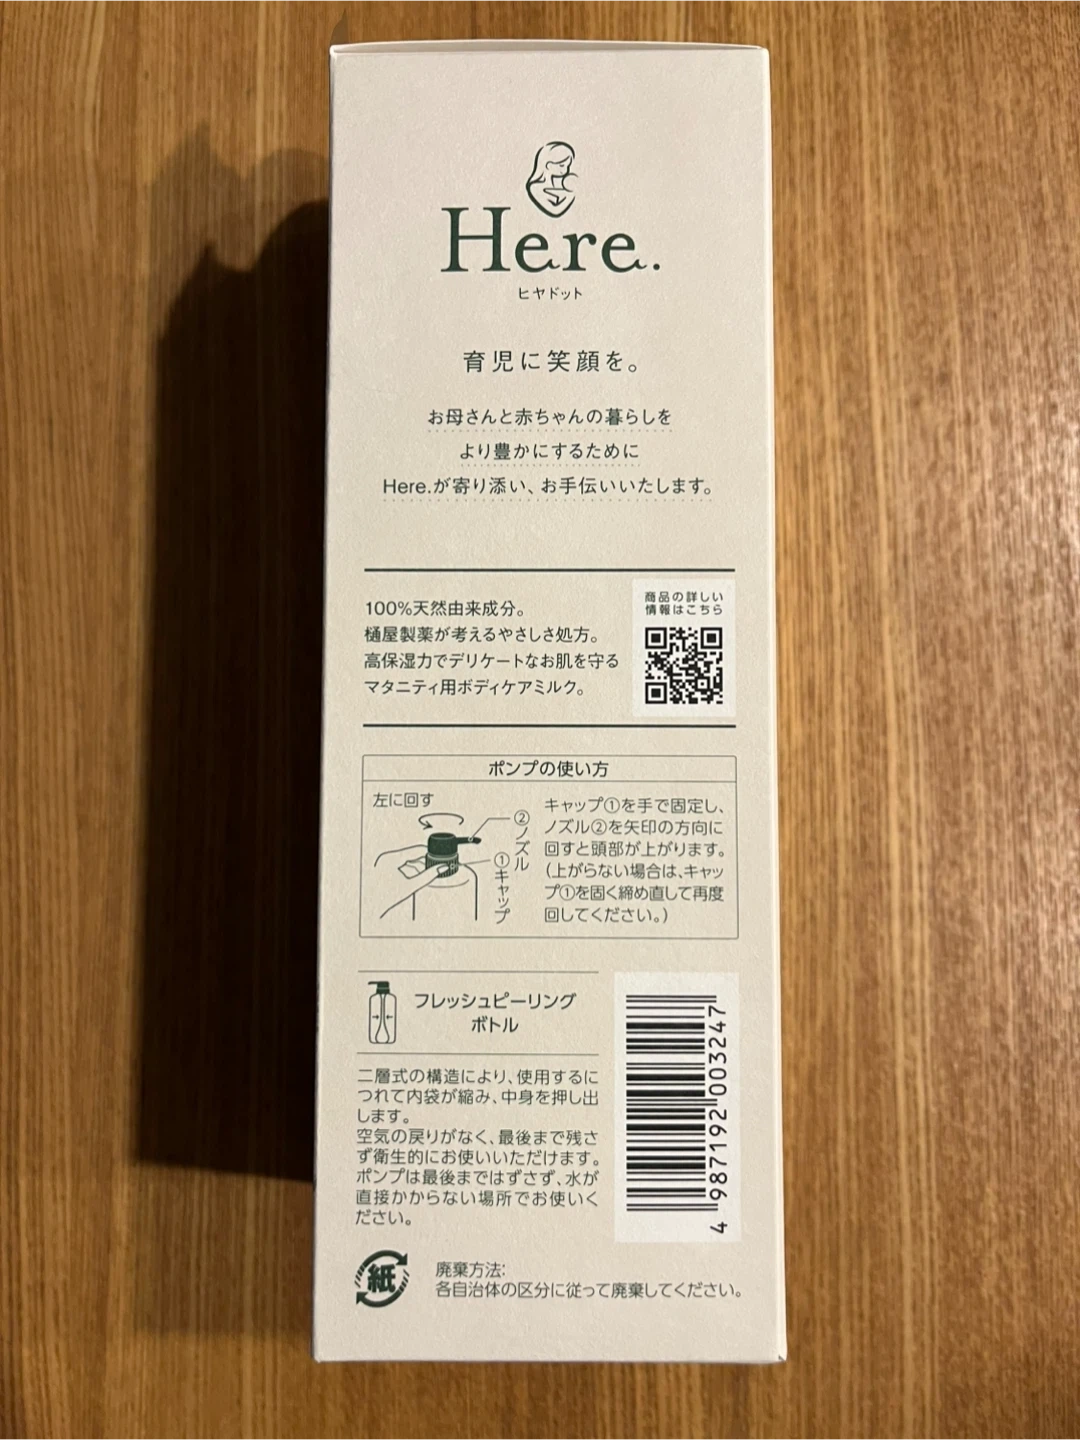 Here.
ヒヤドット
育児に笑顔を。
お母さんと赤ちゃんの暮らしを
より豊かにするために
Here.が寄り添い、お手伝いいたします。
100%天然由来成分。
樋屋製薬が考えるやさしさ処方。
高保湿力でデリケートなお肌を守る
マタニティ用ボディケアミルク。
商品の詳しい
情報はこちら
ポンプの使い方
左に回す
②ノズル
①キャップ
キャップ①を手で固定し、
ノズル②を矢印の方向に
回すと頭部が上がります。
(上がらない場合は、キャッ
プ①を固く締め直して再度
回してください。)
フレッシュピーリング
ボトル
二層式の構造により、使用するに
つれて内袋が縮み、中身を押し出
します。
空気の戻りがなく、最後まで残さ
ず衛生的にお使いいただけます。
ポンプは最後まではずさず、水が
直接かからない場所でお使いく
ださい。
4 987192 003247
紙
廃棄方法:
各自治体の区分に従って廃棄してください。